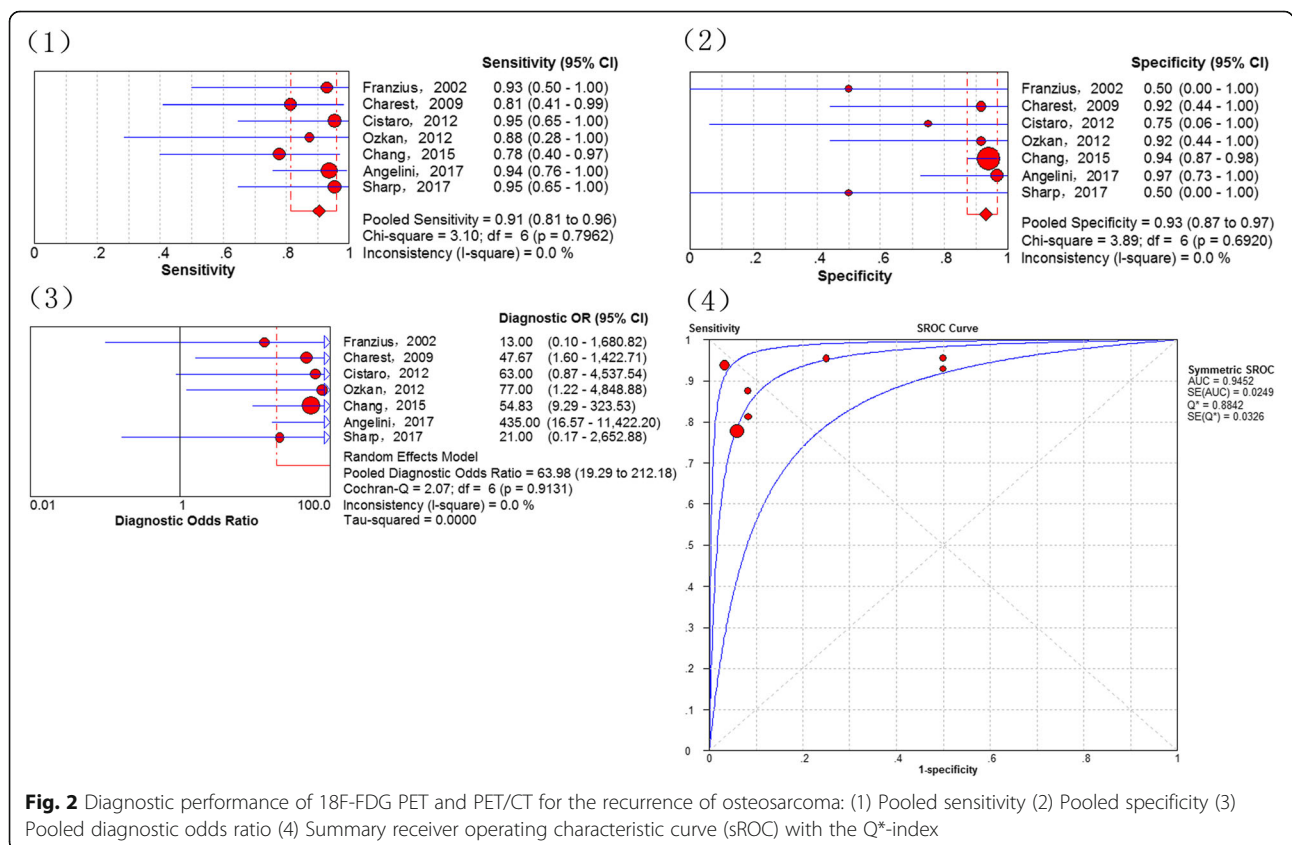 (1)
Sensitivity (95% CI)
Franzius, 2002 0.93 (0.50 - 1.00)
Charest, 2009 0.81 (0.41 - 0.99)
Cistaro, 2012 0.95 (0.65 - 1.00)
Ozkan, 2012 0.88 (0.28 - 1.00)
Chang, 2015 0.78 (0.40 - 0.97)
Angelini, 2017 0.94 (0.76 - 1.00)
Sharp, 2017 0.95 (0.65 - 1.00)
Pooled Sensitivity = 0.91 (0.81 to 0.96)
Chi-square = 3.10; df = 6 (p = 0.7962)
Inconsistency (I-square) = 0.0 %
0 .2 .4 .6 .8 1
Sensitivity
(2)
Specificity (95% CI)
Franzius, 2002 0.50 (0.00 - 1.00)
Charest, 2009 0.92 (0.44 - 1.00)
Cistaro, 2012 0.75 (0.06 - 1.00)
Ozkan, 2012 0.92 (0.44 - 1.00)
Chang, 2015 0.94 (0.87 - 0.98)
Angelini, 2017 0.97 (0.73 - 1.00)
Sharp, 2017 0.50 (0.00 - 1.00)
Pooled Specificity = 0.93 (0.87 to 0.97)
Chi-square = 3.89; df = 6 (p = 0.6920)
Inconsistency (I-square) = 0.0 %
0 .2 .4 .6 .8 1
Specificity
(3)
Diagnostic OR (95% CI)
Franzius, 2002 13.00 (0.10 - 1,680.82)
Charest, 2009 47.67 (1.60 - 1,422.71)
Cistaro, 2012 63.00 (0.87 - 4,537.54)
Ozkan, 2012 77.00 (1.22 - 4,848.88)
Chang, 2015 54.83 (9.29 - 323.53)
Angelini, 2017 435.00 (16.57 - 11,422.20)
Sharp, 2017 21.00 (0.17 - 2,652.88)
Random Effects Model
Pooled Diagnostic Odds Ratio = 63.98 (19.29 to 212.18)
Cochran-Q = 2.07; df = 6 (p = 0.9131)
Inconsistency (I-square) = 0.0 %
Tau-squared = 0.0000
0.01 1 100.0
Diagnostic Odds Ratio
(4)
Sensitivity SROC Curve
1
.9
.8
.7
.6
.5
.4
.3
.2
.1
0
0 .2 .4 .6 .8 1
1-specificity
Symmetric SROC
AUC = 0.9452
SE(AUC) = 0.0249
Q* = 0.8842
SE(Q*) = 0.0326
Fig. 2 Diagnostic performance of 18F-FDG PET and PET/CT for the recurrence of osteosarcoma: (1) Pooled sensitivity (2) Pooled specificity (3)
Pooled diagnostic odds ratio (4) Summary receiver operating characteristic curve (sROC) with the Q*-index